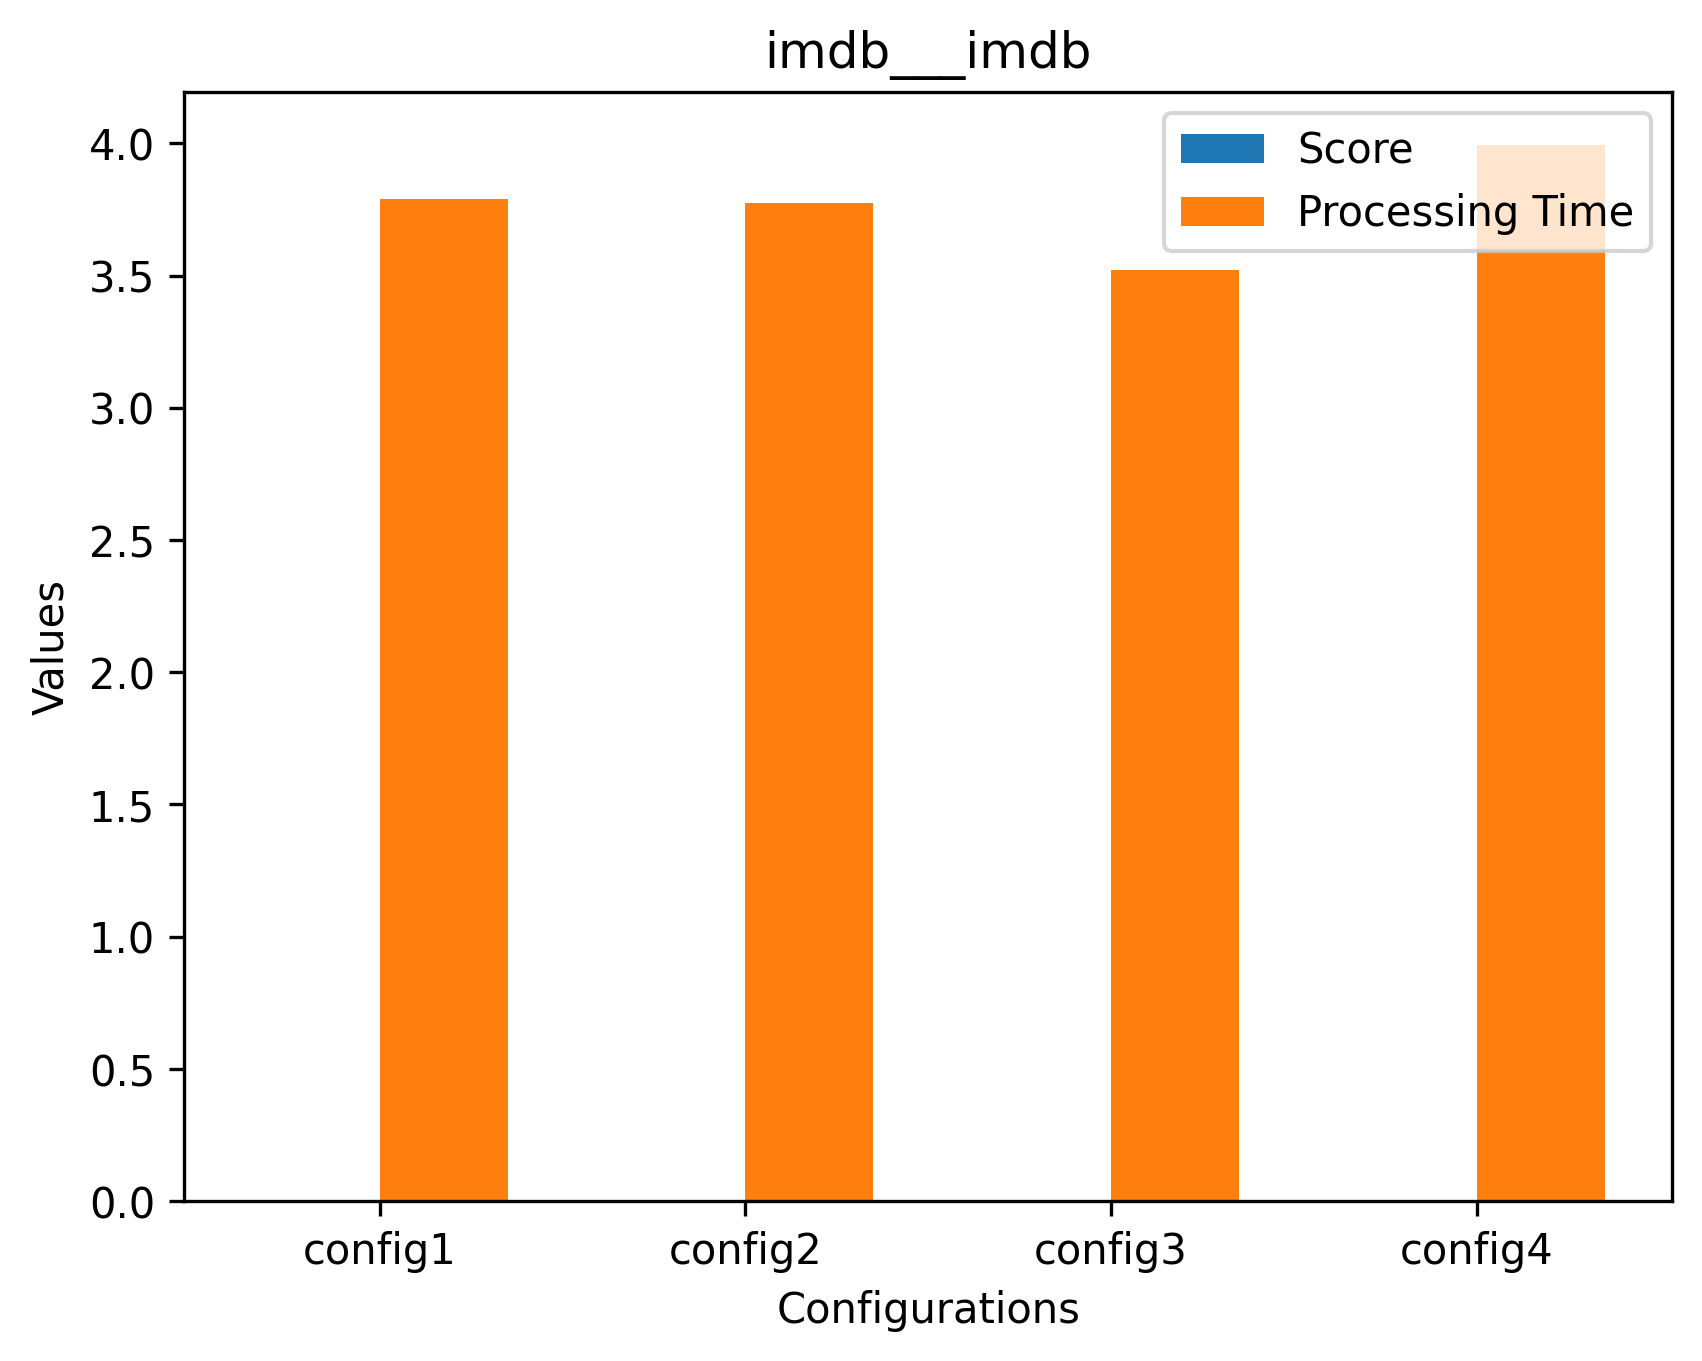 imdb___imdb
Score
Processing Time
4.0
3.5
3.0
2.5
2.0
1.5
1.0
0.5
0.0
Values
config1 config2 config3 config4
Configurations